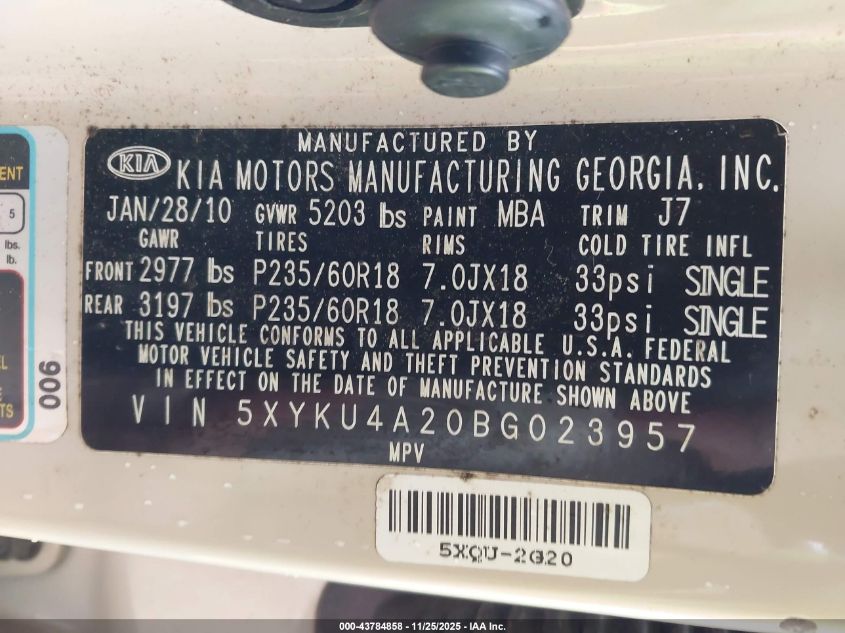 MANUFACTURED BY
KIA KIA MOTORS MANUFACTURING GEORGIA, INC.
JAN/28/10 GVWR 5203 lbs PAINT MBA TRIM J7
GAWR TIRES RIMS COLD TIRE INFL
FRONT 2977 lbs P235/60R18 7.0JX18 33psi SINGLE
REAR 3197 lbs P235/60R18 7.0JX18 33psi SINGLE
THIS VEHICLE CONFORMS TO ALL APPLICABLE U.S.A. FEDERAL
MOTOR VEHICLE SAFETY AND THEFT PREVENTION STANDARDS
IN EFFECT ON THE DATE OF MANUFACTURE SHOWN ABOVE
VIN 5XYKU4A20BG023957
MPV
5XQU-2G20
5
lbs.
lb.
006
000-43784858 - 11/25/2025 - IAA Inc.